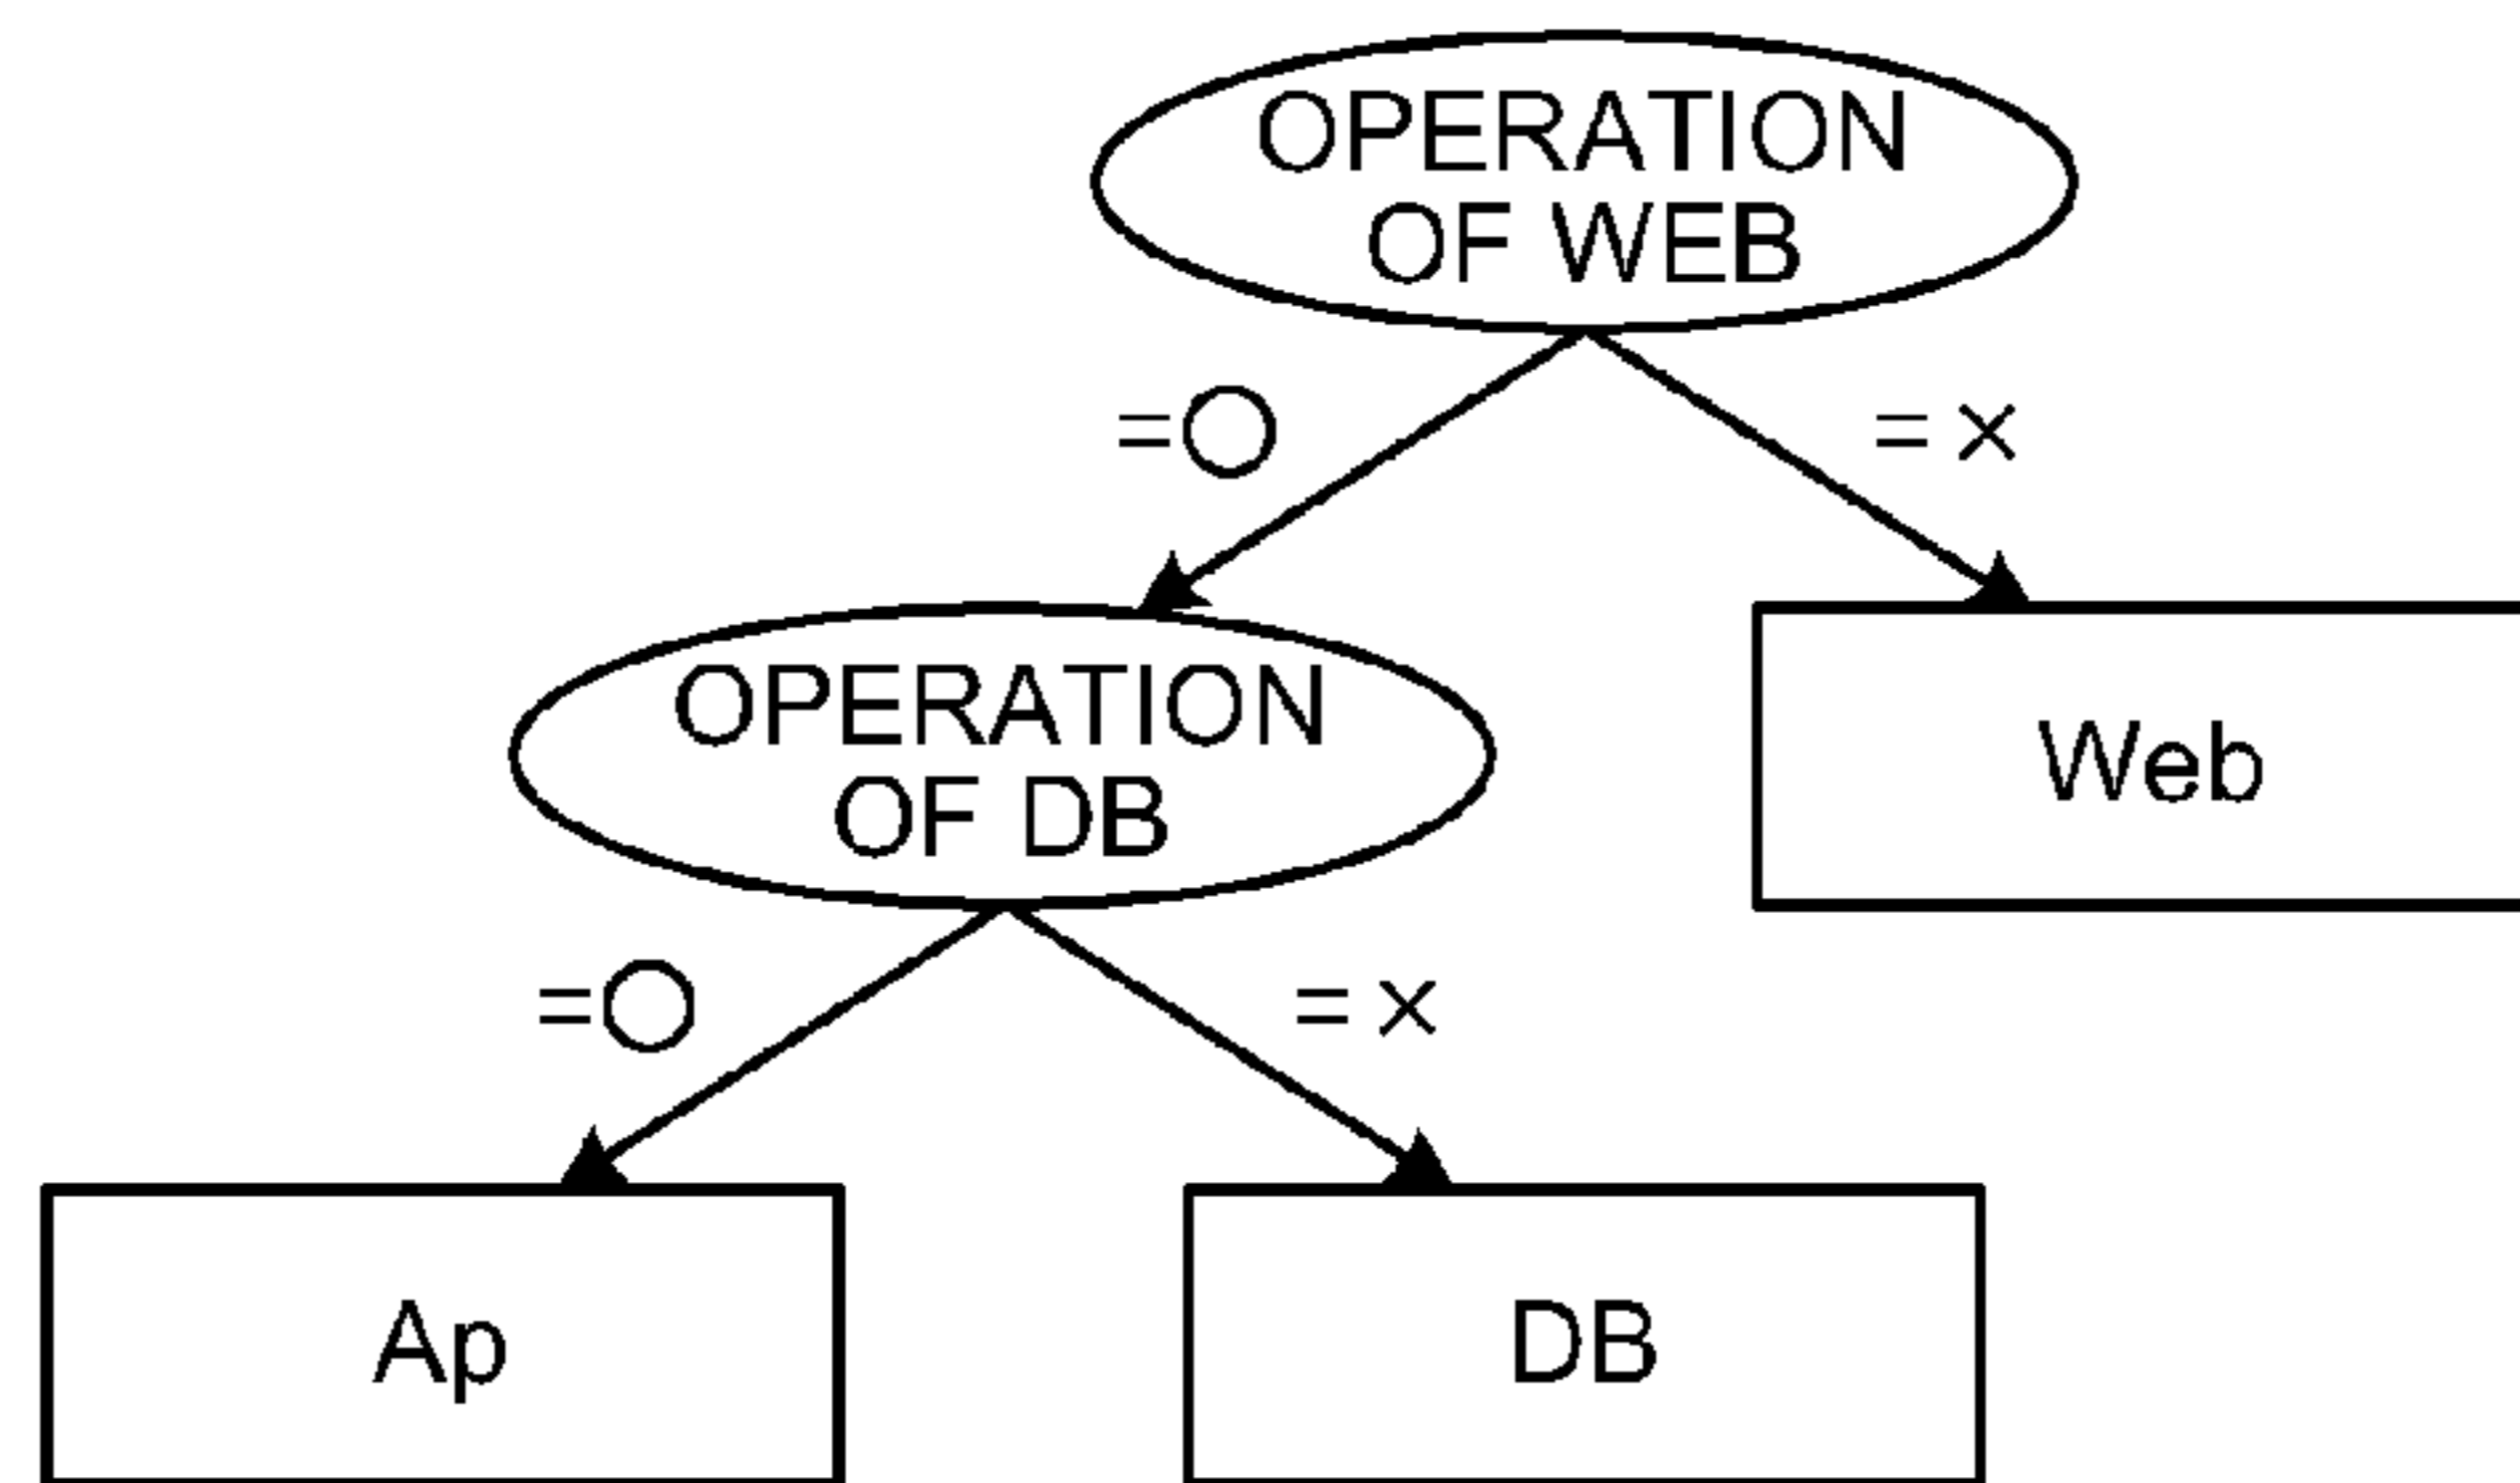 OPERATION
OF WEB
=○
= ×
OPERATION
OF DB
Web
=○
= ×
Ap
DB